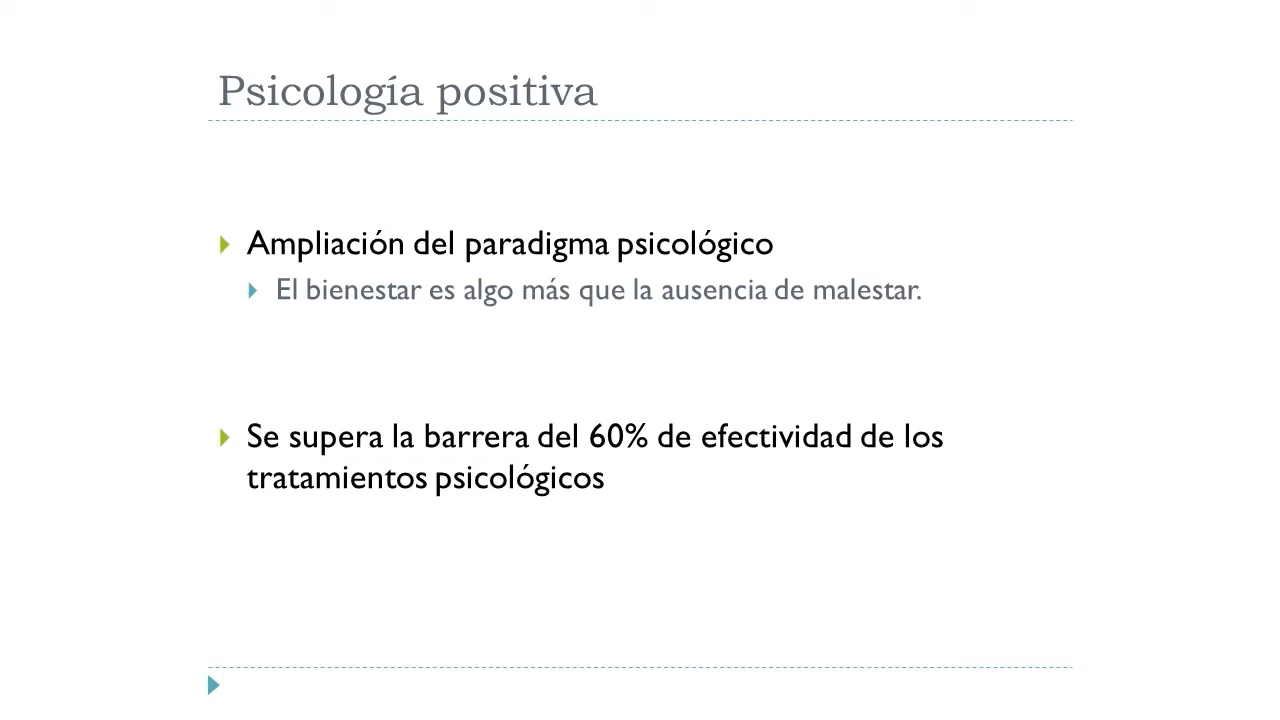 Psicología positiva
Ampliación del paradigma psicológico
El bienestar es algo más que la ausencia de malestar.
Se supera la barrera del 60% de efectividad de los
tratamientos psicológicos